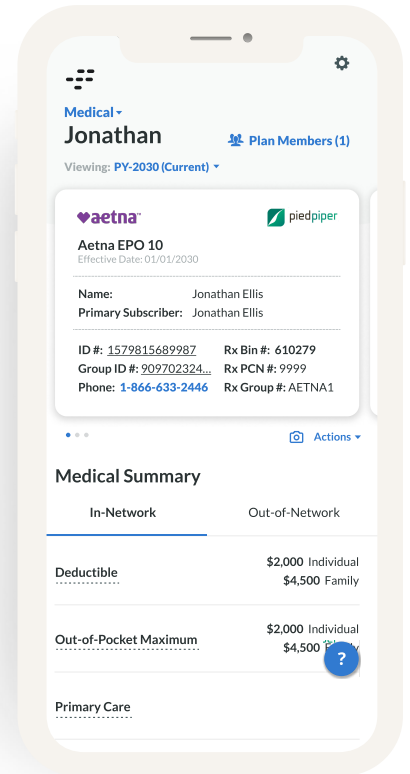 Medical
Jonathan
Plan Members (1)
Viewing: PY-2030 (Current)
aetna™
piedpiper
Aetna EPO 10
Effective Date: 01/01/2030
Name: Jonathan Ellis
Primary Subscriber: Jonathan Ellis
ID #: 1579815689987 Rx Bin #: 610279
Group ID #: 909702324... Rx PCN #: 9999
Phone: 1-866-633-2446 Rx Group #: AETNA1
Actions
Medical Summary
In-Network Out-of-Network
Deductible
$2,000 Individual
$4,500 Family
Out-of-Pocket Maximum
$2,000 Individual
$4,500
?
Primary Care